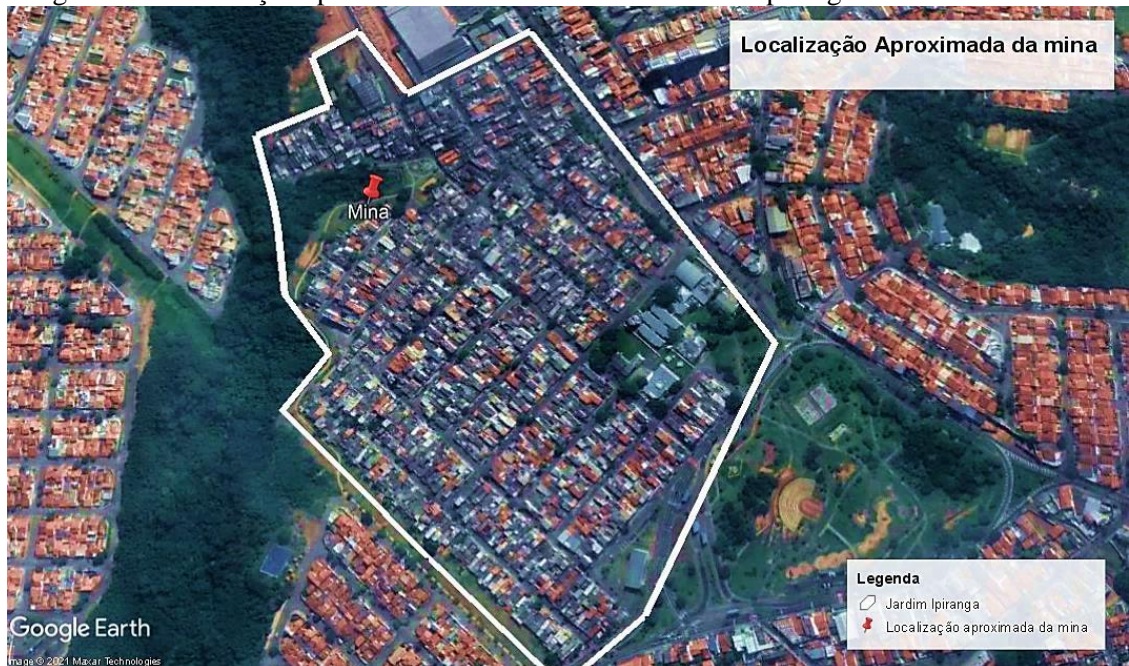 Localização Aproximada da mina
Mina
Legenda
Jardim Ipiranga
Localização aproximada da mina
Google Earth
Image © 2021 Maxar Technologies